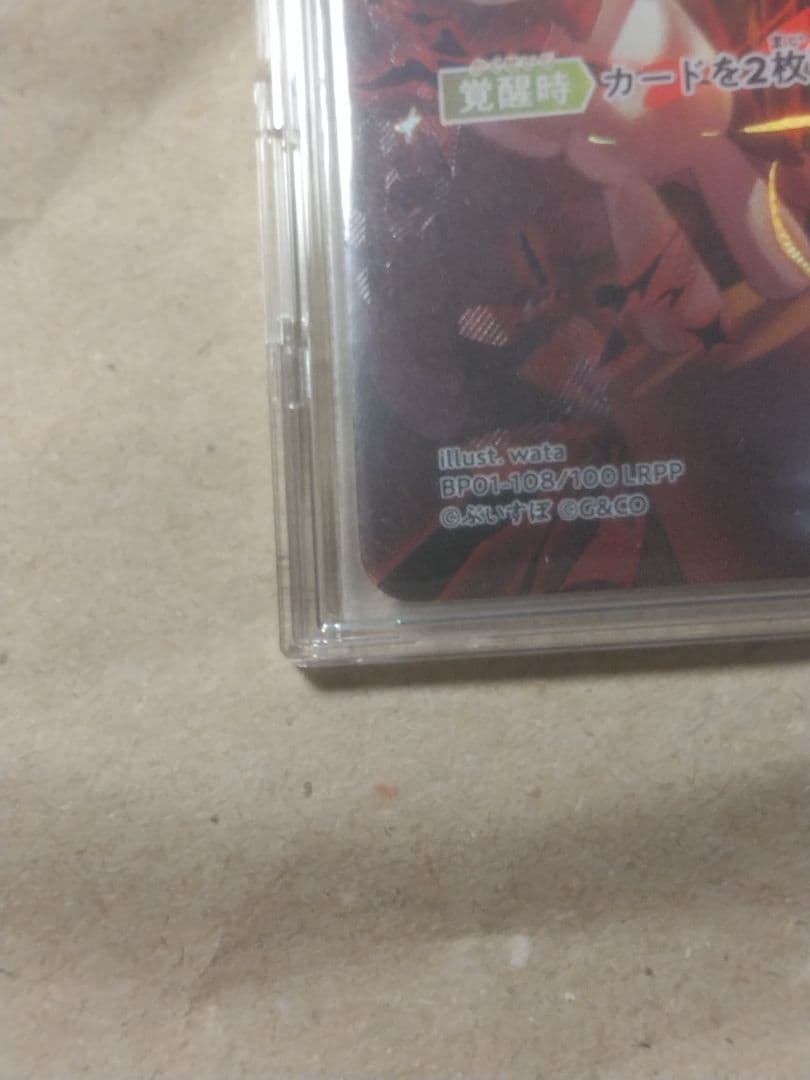 覚醒時 カードを2枚
illust. wata
BP01-108/100 LRPP
©ぶいすぽ ©G&CO